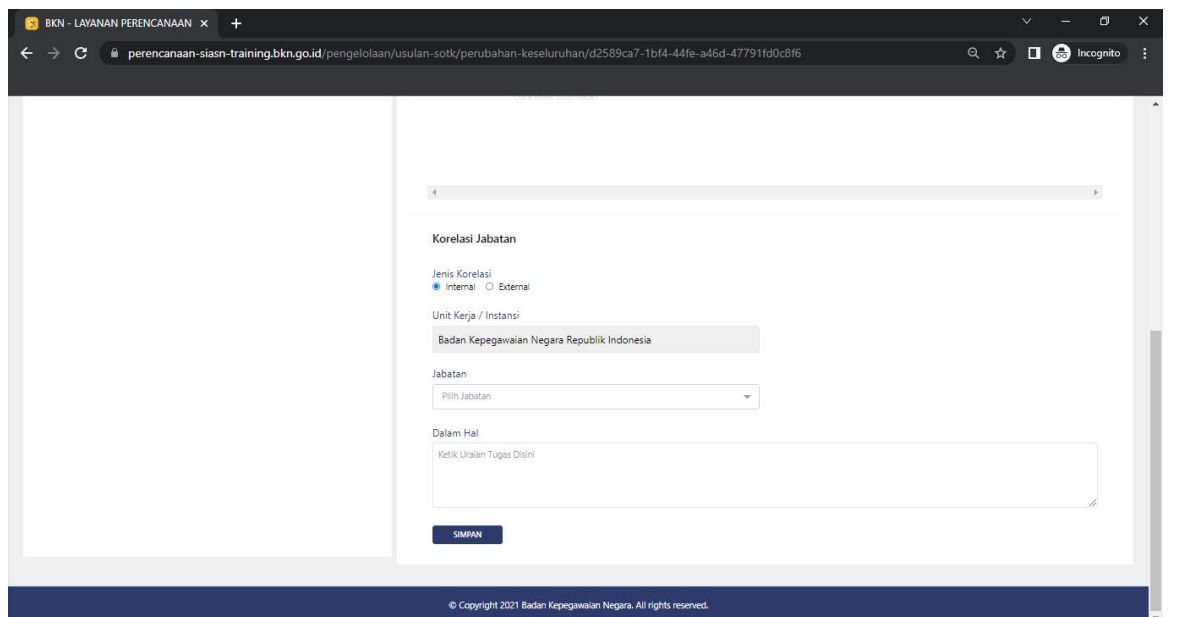 BKN - LAYANAN PERENCANAAN
perencanaan-siasn-training.bkn.go.id/pengelolaan/usulan-sotk/perubahan-keseluruhan/d2589ca7-1bf4-44fe-a46d-47791fd0c8f6
Incognito
Korelasi Jabatan
Jenis Korelasi
Internal External
Unit Kerja / Instansi
Badan Kepegawaian Negara Republik Indonesia
Jabatan
Pilih Jabatan
Dalam Hal
Ketik Uraian Tugas Disini
SIMPAN
© Copyright 2021 Badan Kepegawaian Negara. All rights reserved.